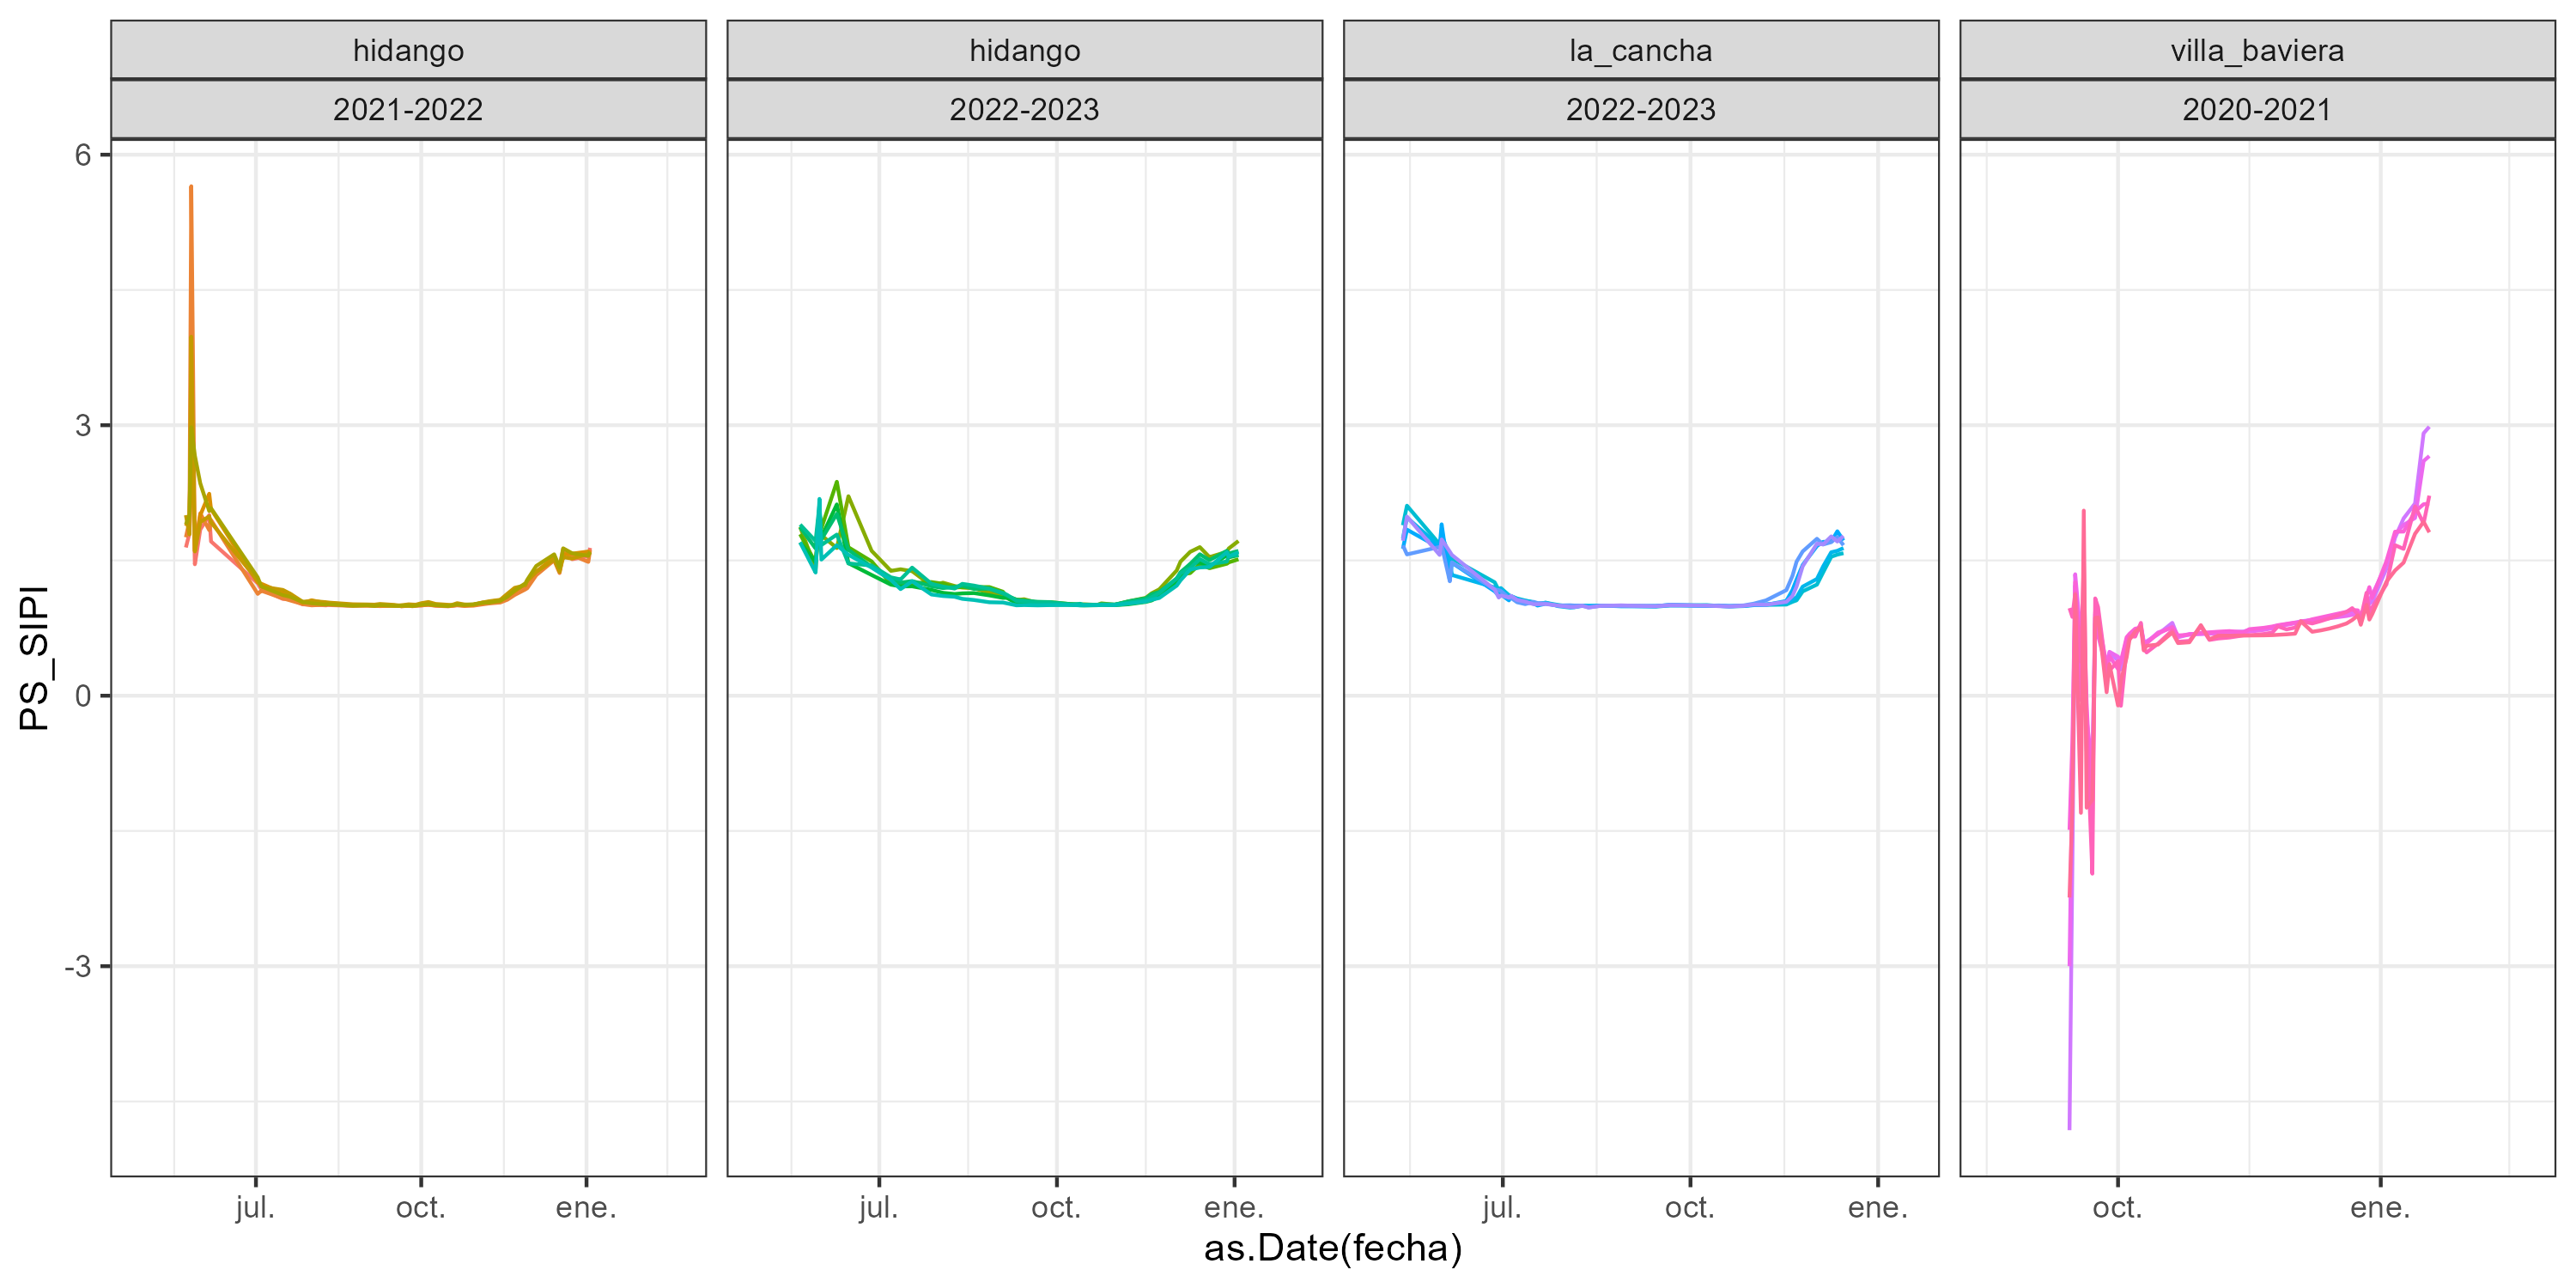 hidango
2021-2022
hidango
2022-2023
la_cancha
2022-2023
villa_baviera
2020-2021
PS_SIPI
6
3
0
-3
jul. oct. ene.
jul. oct. ene.
jul. oct. ene.
oct. ene.
as.Date(fecha)